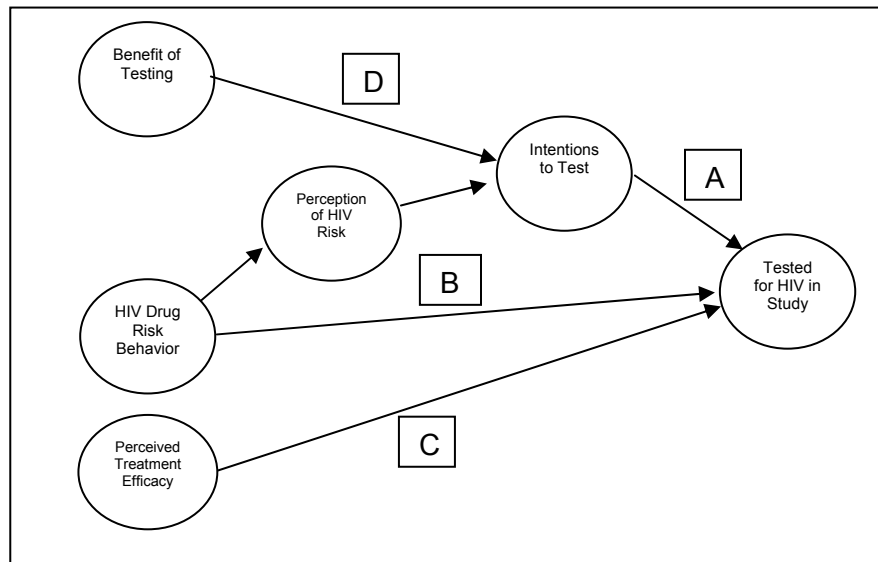 Benefit of
Testing
D
Intentions
to Test
A
Perception
of HIV
Risk
Tested
for HIV in
Study
B
HIV Drug
Risk
Behavior
C
Perceived
Treatment
Efficacy